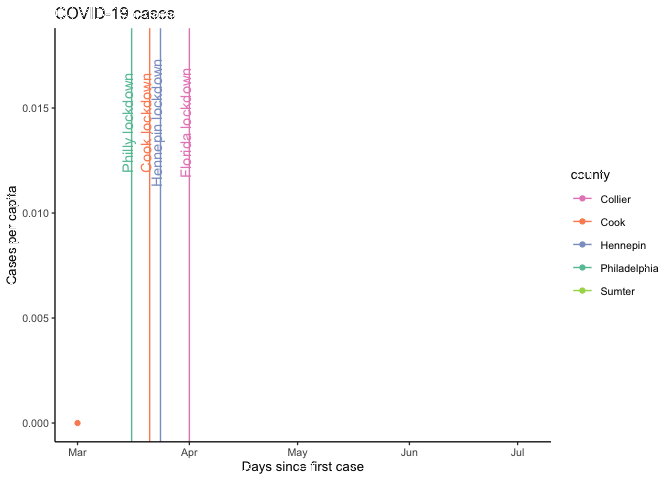 COVID-19 cases
Cases per capita
0.015
0.010
0.005
0.000
Philly lockdown
Cook lockdown
Hennepin lockdown
Florida lockdown
Mar
Apr
May
Jun
Jul
Days since first case
county
Collier
Cook
Hennepin
Philadelphia
Sumter